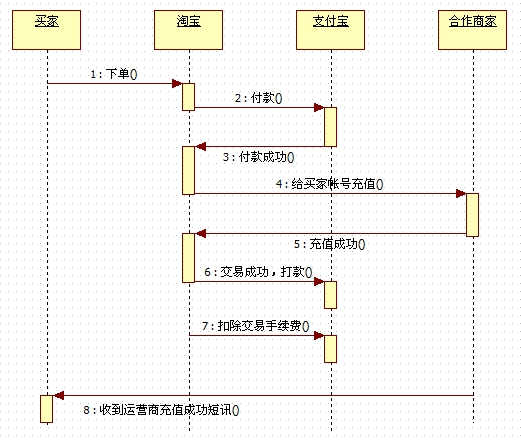 买家
淘宝
支付宝
合作商家
1 : 下单()
2 : 付款()
3 : 付款成功()
4 : 给买家帐号充值()
5 : 充值成功()
6 : 交易成功，打款()
7 : 扣除交易手续费()
8 : 收到运营商充值成功短讯()